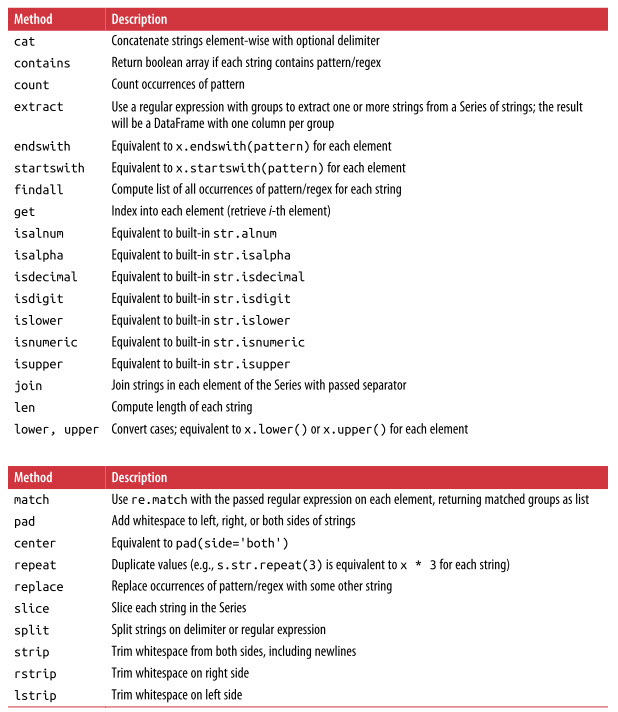 Method Description
cat Concatenate strings element-wise with optional delimiter
contains Return boolean array if each string contains pattern/regex
count Count occurrences of pattern
extract Use a regular expression with groups to extract one or more strings from a Series of strings; the result
will be a DataFrame with one column per group
endswith Equivalent to x.endswith(pattern) for each element
startswith Equivalent to x.startswith(pattern) for each element
findall Compute list of all occurrences of pattern/regex for each string
get Index into each element (retrieve i-th element)
isalnum Equivalent to built-in str.alnum
isalpha Equivalent to built-in str.isalpha
isdecimal Equivalent to built-in str.isdecimal
isdigit Equivalent to built-in str.isdigit
islower Equivalent to built-in str.islower
isnumeric Equivalent to built-in str.isnumeric
isupper Equivalent to built-in str.isupper
join Join strings in each element of the Series with passed separator
len Compute length of each string
lower, upper Convert cases; equivalent to x.lower() or x.upper() for each element
Method Description
match Use re.match with the passed regular expression on each element, returning matched groups as list
pad Add whitespace to left, right, or both sides of strings
center Equivalent to pad(side='both')
repeat Duplicate values (e.g., s.str.repeat(3) is equivalent to x * 3 for each string)
replace Replace occurrences of pattern/regex with some other string
slice Slice each string in the Series
split Split strings on delimiter or regular expression
strip Trim whitespace from both sides, including newlines
rstrip Trim whitespace on right side
lstrip Trim whitespace on left side